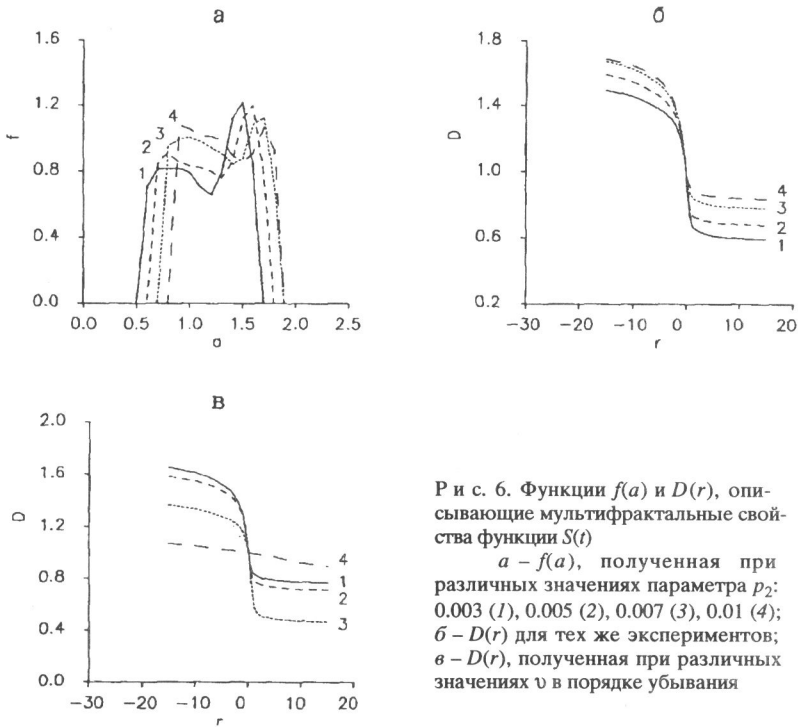 а
1.6
1.2
0.8
0.4
0.0
f
1
2
3
4
0.0 0.5 1.0 1.5 2.0 2.5
a
б
1.8
1.4
1.0
0.6
0.2
D
4
3
2
1
−30 −20 −10 0 10 20
r
в
2.0
1.6
1.2
0.8
0.4
0.0
D
4
1
2
3
−30 −20 −10 0 10 20
r
Р и с. 6. Функции f(a) и D(r), опи-
сывающие мультифрактальные свой-
ства функции S(t)
а – f(a), полученная при
различных значениях параметра p₂:
0.003 (1), 0.005 (2), 0.007 (3), 0.01 (4);
б – D(r) для тех же экспериментов;
в – D(r), полученная при различных
значениях υ в порядке убывания